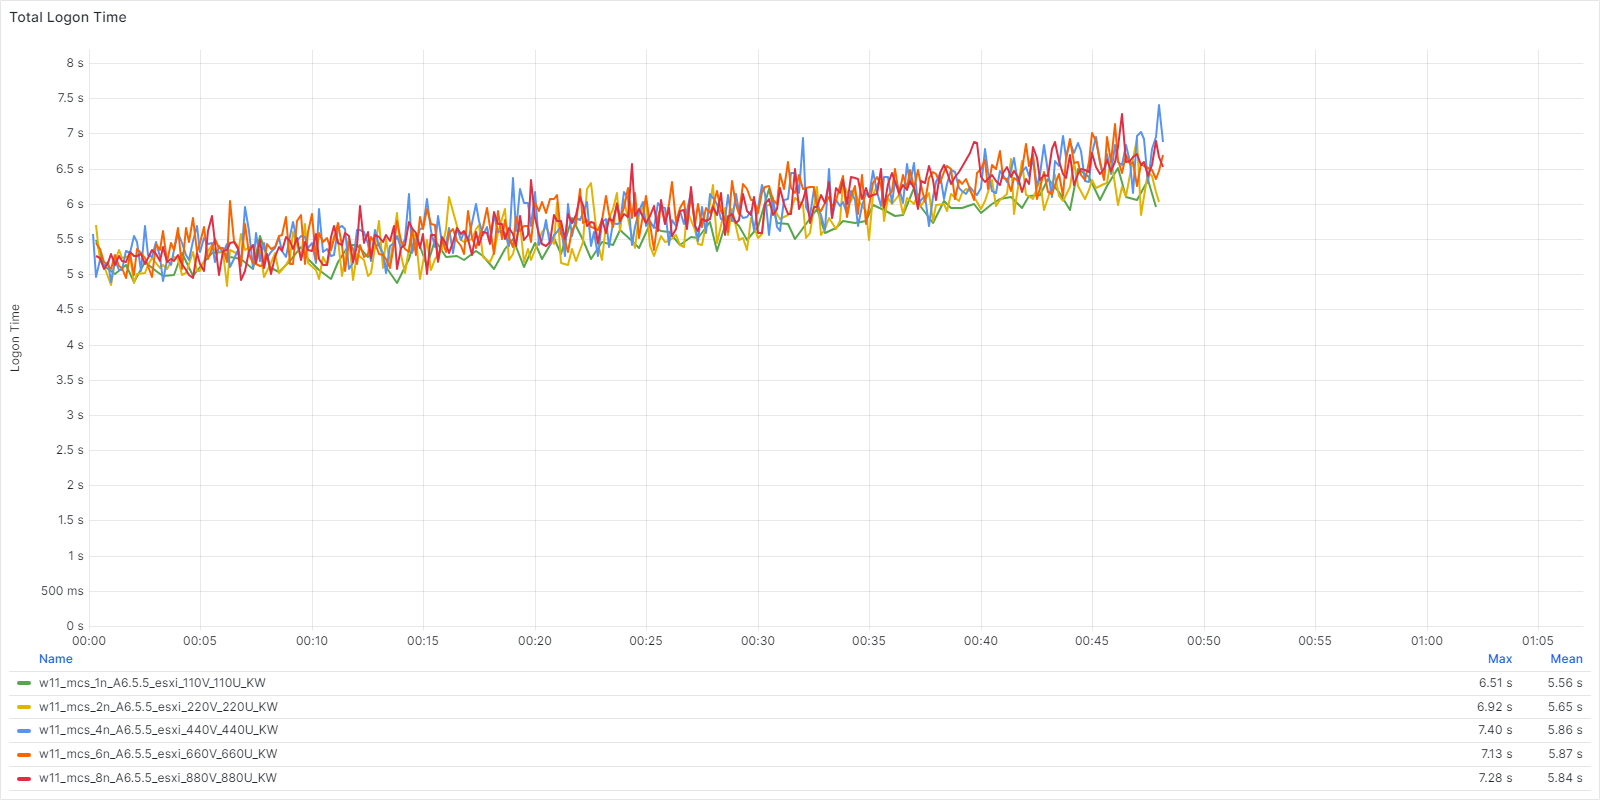 Total Logon Time
8 s
7.5 s
7 s
6.5 s
6 s
5.5 s
5 s
4.5 s
4 s
3.5 s
3 s
2.5 s
2 s
1.5 s
1 s
500 ms
0 s
Logon Time
00:00 00:05 00:10 00:15 00:20 00:25 00:30 00:35 00:40 00:45 00:50 00:55 01:00 01:05
Name Max Mean
w11_mcs_1n_A6.5.5_esxi_110V_110U_KW 6.51 s 5.56 s
w11_mcs_2n_A6.5.5_esxi_220V_220U_KW 6.92 s 5.65 s
w11_mcs_4n_A6.5.5_esxi_440V_440U_KW 7.40 s 5.86 s
w11_mcs_6n_A6.5.5_esxi_660V_660U_KW 7.13 s 5.87 s
w11_mcs_8n_A6.5.5_esxi_880V_880U_KW 7.28 s 5.84 s